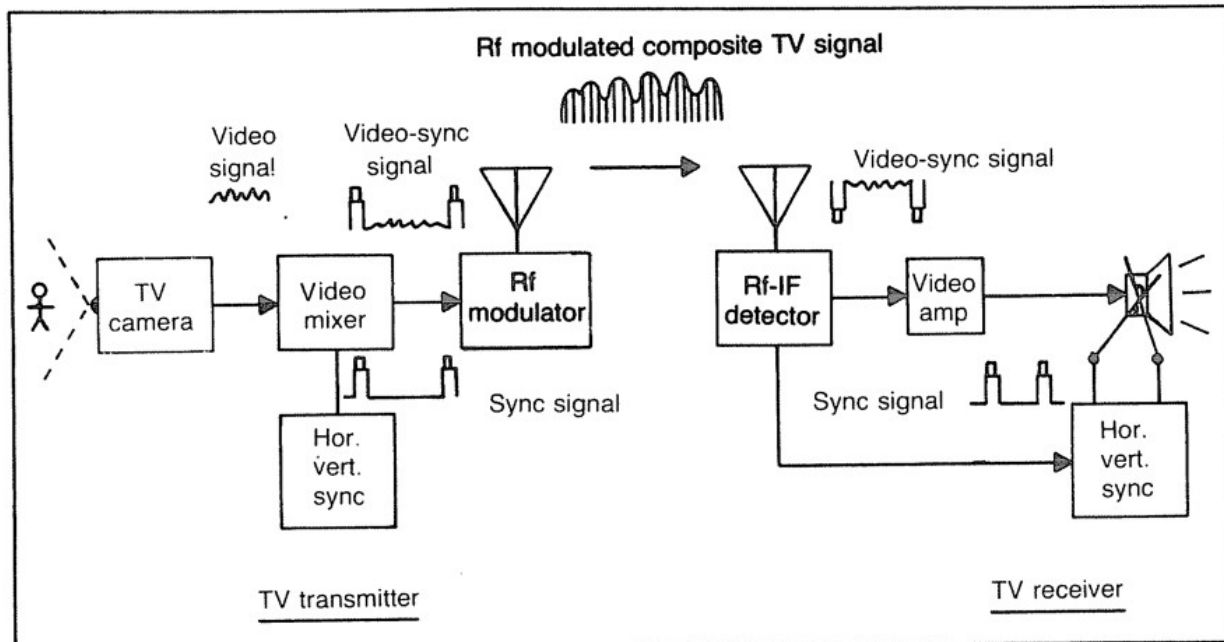 Rf modulated composite TV signal
Video
signal
Video-sync
signal
Video-sync signal
TV
camera
Video
mixer
Rf
modulator
Rf-IF
detector
Video
amp
Sync signal
Sync signal
Hor.
vert.
sync
Hor.
vert.
sync
TV transmitter
TV receiver